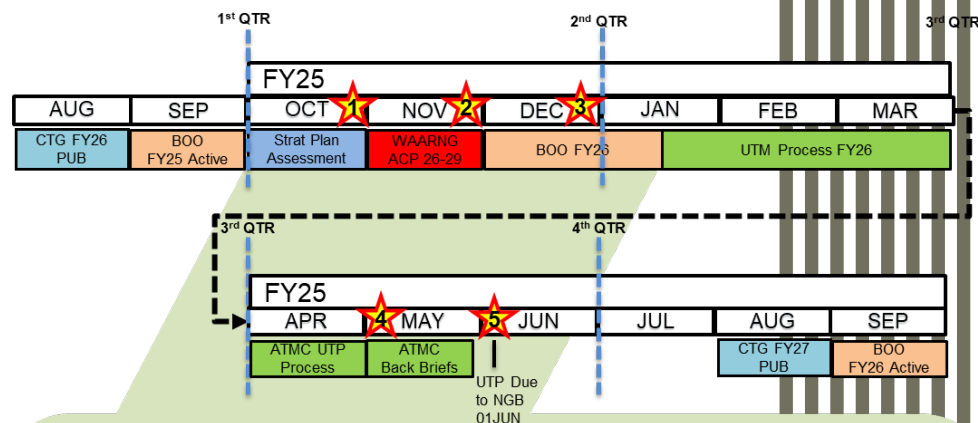 1st QTR
2nd QTR
3rd QTR
FY25
AUG SEP OCT 1 NOV 2 DEC 3 JAN FEB MAR
CTG FY26
PUB
BOO
FY25 Active
Strat Plan
Assessment
WAARNG
ACP 26-29
BOO FY26
UTM Process FY26
3rd QTR
4th QTR
FY25
APR 4 MAY 5 JUN JUL AUG SEP
ATMC UTP
Process
ATMC
Back Briefs
UTP Due
to NGB
01JUN
CTG FY27
PUB
BOO
FY26 Active